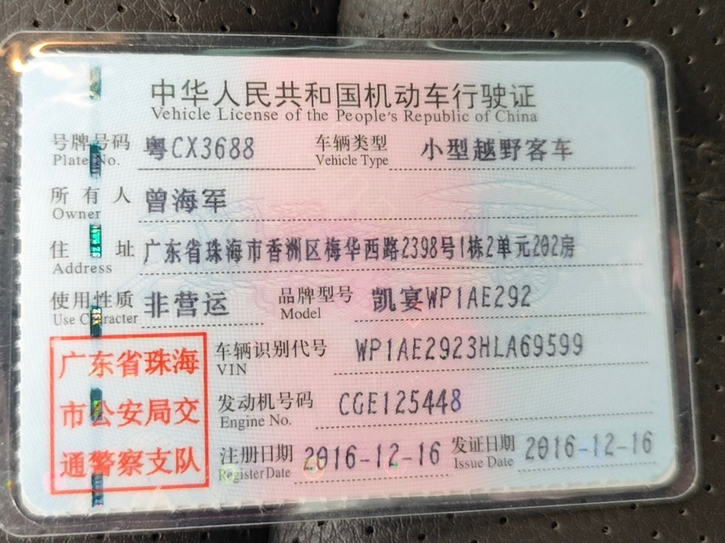 中华人民共和国机动车行驶证
Vehicle License of the People's Republic of China
号牌号码 粤CX3688 车辆类型 小型越野客车
Plate No. Vehicle Type
所有人 曾海军
Owner
住址 广东省珠海市香洲区梅华西路2398号1栋2单元202房
Address
使用性质 非营运 品牌型号 凯宴WP1AE292
Use Character Model
车辆识别代号 WP1AE2923HLA69599
VIN
发动机号码 CGE125448
Engine No.
注册日期 2016-12-16 发证日期 2016-12-16
Register Date Issue Date
广东省珠海
市公安局交
通警察支队